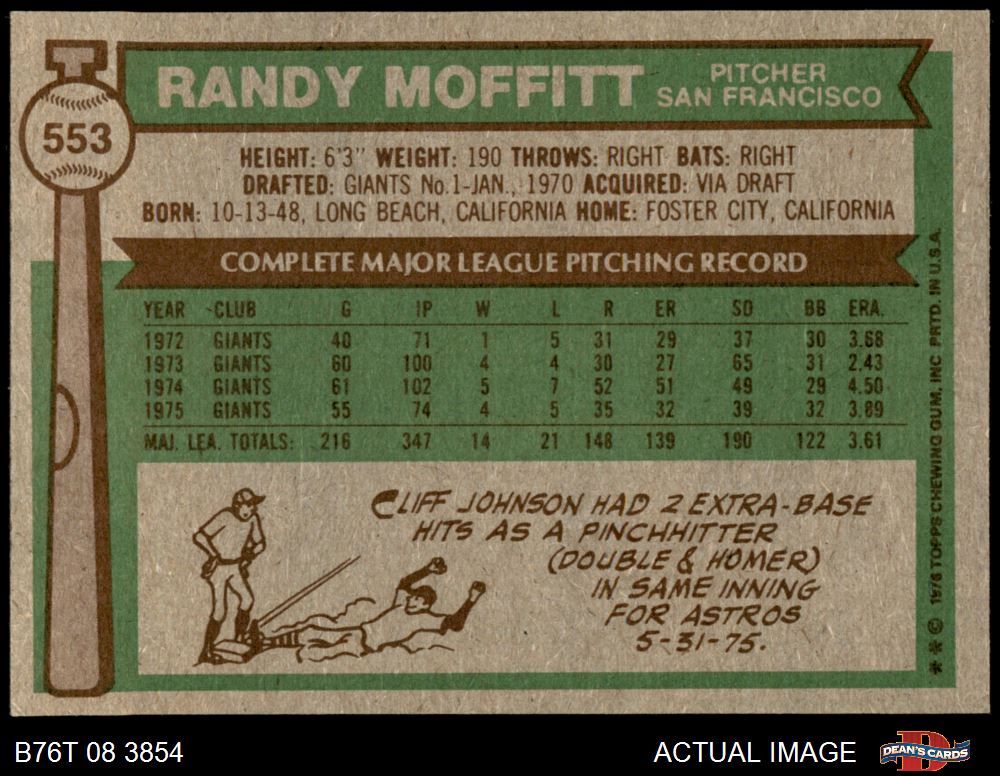 553
RANDY MOFFITT
PITCHER
SAN FRANCISCO
HEIGHT: 6'3" WEIGHT: 190 THROWS: RIGHT BATS: RIGHT
DRAFTED: GIANTS No.1-JAN., 1970 ACQUIRED: VIA DRAFT
BORN: 10-13-48, LONG BEACH, CALIFORNIA HOME: FOSTER CITY, CALIFORNIA
COMPLETE MAJOR LEAGUE PITCHING RECORD
YEAR CLUB G IP W L R ER SO BB ERA.
1972 GIANTS 40 71 1 5 31 29 37 30 3.68
1973 GIANTS 60 100 4 4 30 27 65 31 2.43
1974 GIANTS 61 102 5 7 52 51 49 29 4.50
1975 GIANTS 55 74 4 5 35 32 39 32 3.89
MAJ. LEA. TOTALS: 216 347 14 21 148 139 190 122 3.61
CLIFF JOHNSON HAD 2 EXTRA-BASE
HITS AS A PINCHHITTER
(DOUBLE & HOMER)
IN SAME INNING
FOR ASTROS
5-31-75.
** © 1976 TOPPS CHEWING GUM, INC PRTD. IN U.S.A.
B76T 08 3854
ACTUAL IMAGE
D
DEAN'S CARDS